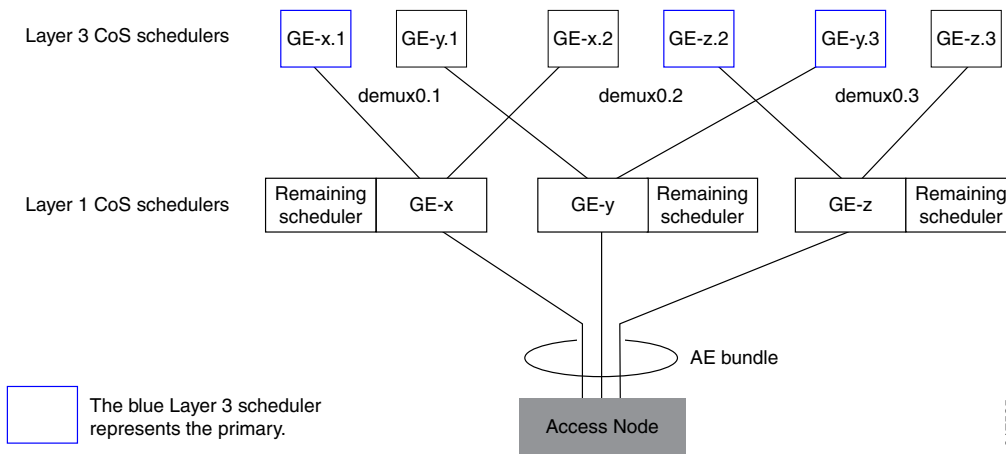 Layer 3 CoS schedulers
GE-x.1
GE-y.1
GE-x.2
GE-z.2
GE-y.3
GE-z.3
demux0.1
demux0.2
demux0.3
Layer 1 CoS schedulers
Remaining
scheduler
GE-x
GE-y
Remaining
scheduler
GE-z
Remaining
scheduler
AE bundle
The blue Layer 3 scheduler
represents the primary.
Access Node